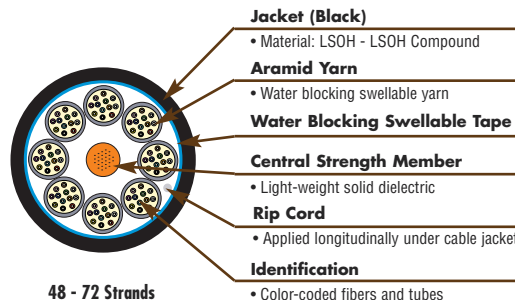 Jacket (Black)
• Material: LSOH - LSOH Compound
Aramid Yarn
• Water blocking swellable yarn
Water Blocking Swellable Tape
Central Strength Member
• Light-weight solid dielectric
Rip Cord
• Applied longitudinally under cable jacket
Identification
• Color-coded fibers and tubes
48 - 72 Strands